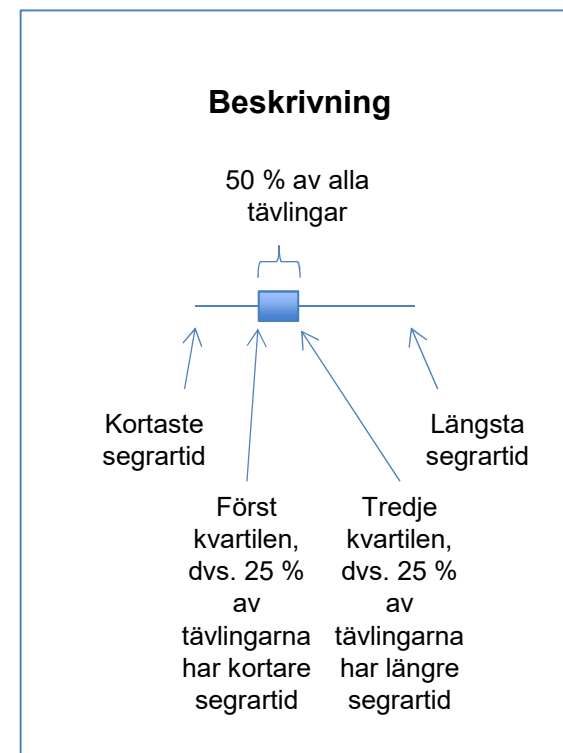 Beskrivning
50 % av alla
tävlingar
Kortaste
segrartid
Längsta
segrartid
Först
kvartilen,
dvs. 25 %
av
tävlingarna
har kortare
segrartid
Tredje
kvartilen,
dvs. 25 %
av
tävlingarna
har längre
segrartid